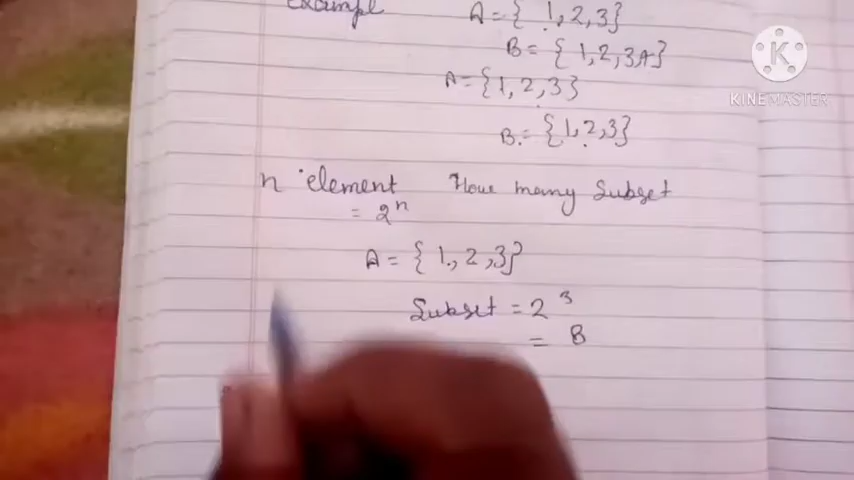 Example A = { 1, 2, 3}
B = { 1, 2, 3, 4}
A = {1, 2, 3}
B = {1, 2, 3}
n element How many Subset
= 2ⁿ
A = { 1, 2, 3}
Subset = 2³
= 8
K
KINEMASTER